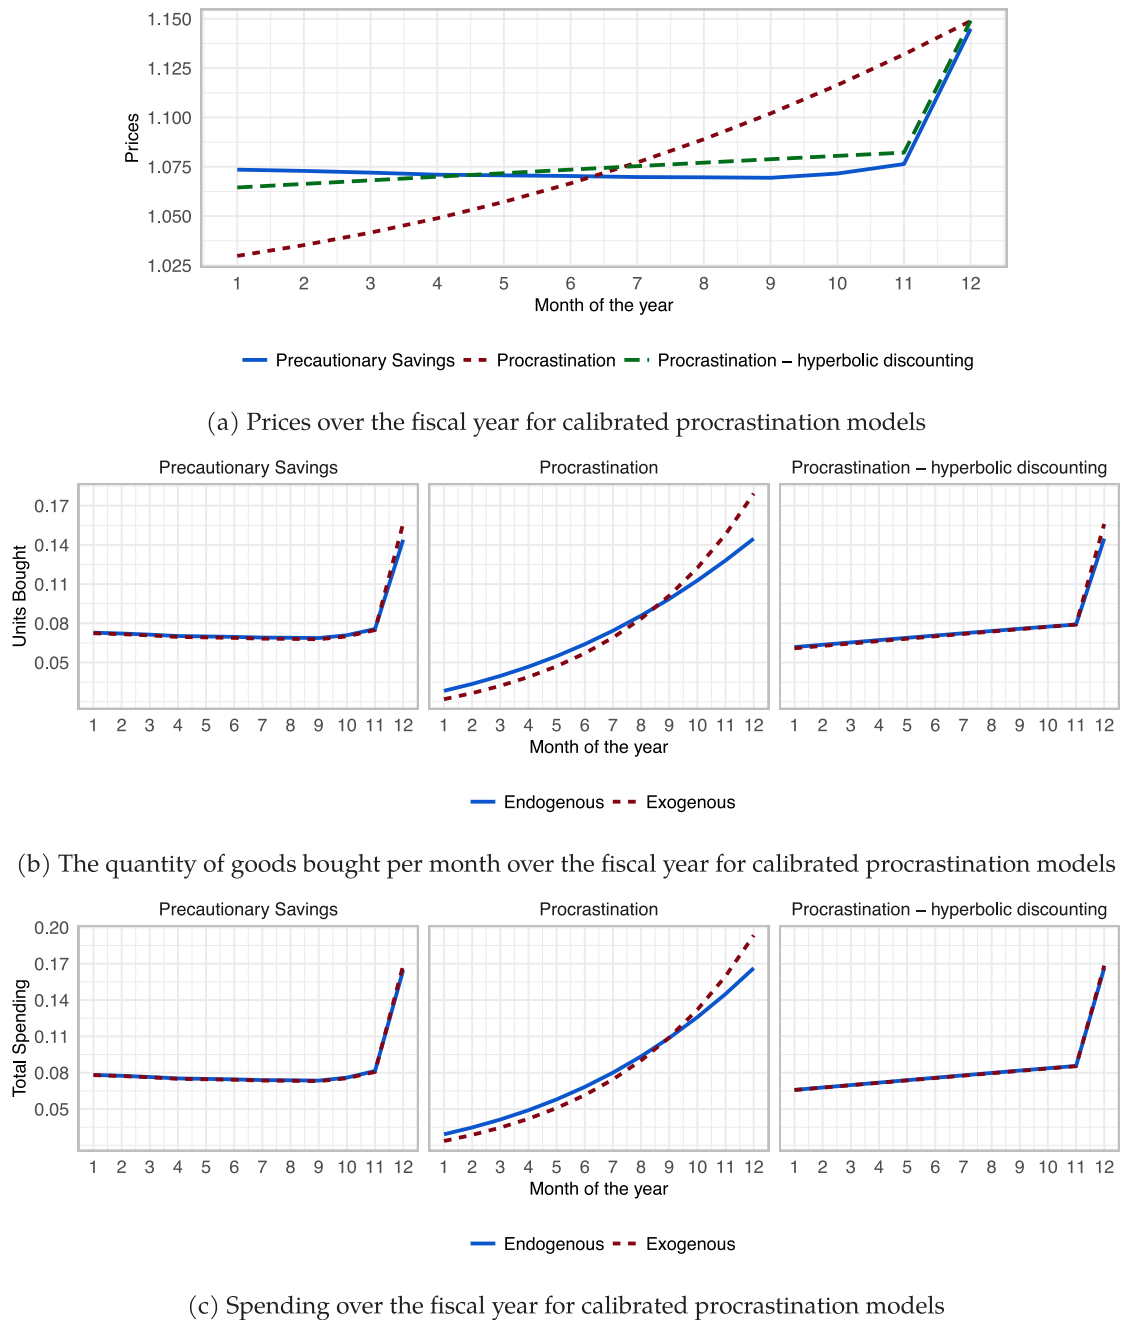 1.150
1.125
1.100
1.075
1.050
1.025
Prices
1 2 3 4 5 6 7 8 9 10 11 12
Month of the year
Precautionary Savings Procrastination Procrastination – hyperbolic discounting
(a) Prices over the fiscal year for calibrated procrastination models
Precautionary Savings Procrastination Procrastination – hyperbolic discounting
0.17
0.14
0.11
0.08
0.05
Units Bought
1 2 3 4 5 6 7 8 9 10 11 12 1 2 3 4 5 6 7 8 9 10 11 12 1 2 3 4 5 6 7 8 9 10 11 12
Month of the year
Endogenous Exogenous
(b) The quantity of goods bought per month over the fiscal year for calibrated procrastination models
Precautionary Savings Procrastination Procrastination – hyperbolic discounting
0.20
0.17
0.14
0.11
0.08
0.05
Total Spending
1 2 3 4 5 6 7 8 9 10 11 12 1 2 3 4 5 6 7 8 9 10 11 12 1 2 3 4 5 6 7 8 9 10 11 12
Month of the year
Endogenous Exogenous
(c) Spending over the fiscal year for calibrated procrastination models